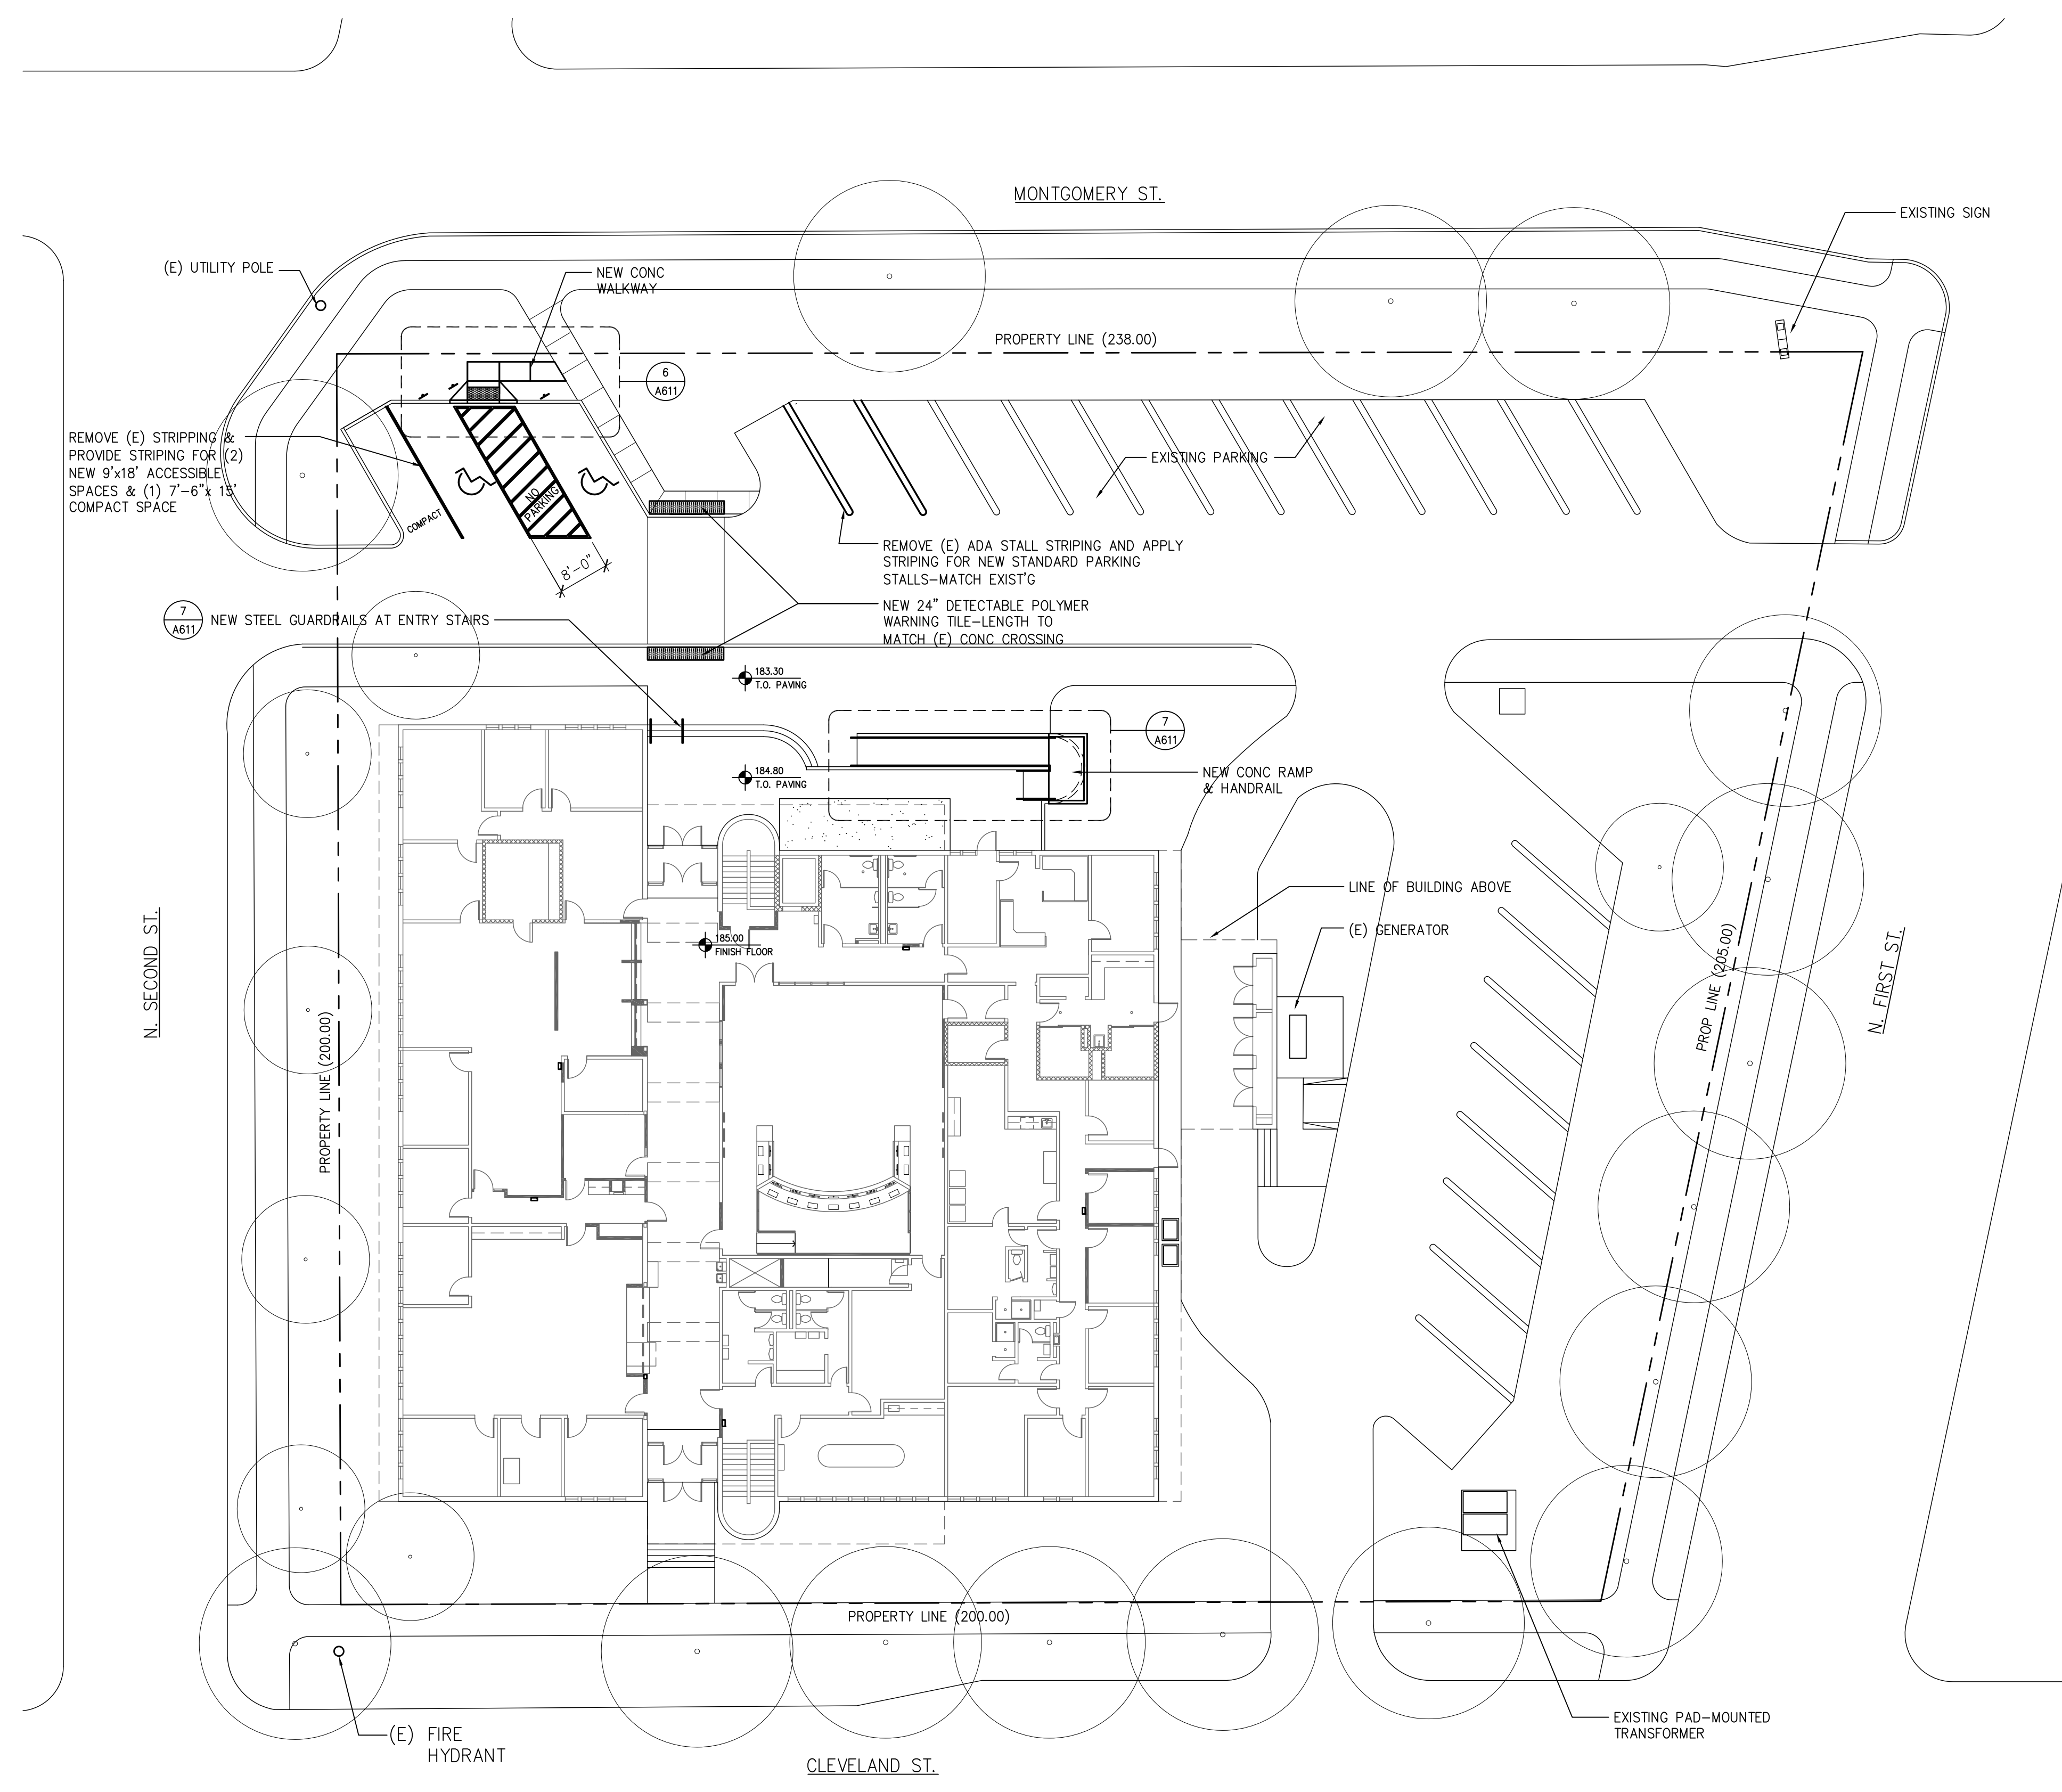 MONTGOMERY ST.
EXISTING SIGN
(E) UTILITY POLE
NEW CONC
WALKWAY
PROPERTY LINE (238.00)
6
A611
REMOVE (E) STRIPPING &
PROVIDE STRIPING FOR (2)
NEW 9'x18' ACCESSIBLE
SPACES & (1) 7'-6"x 15'
COMPACT SPACE
EXISTING PARKING
NO
PARKING
COMPACT
8'-0"
REMOVE (E) ADA STALL STRIPING AND APPLY
STRIPING FOR NEW STANDARD PARKING
STALLS-MATCH EXIST'G
NEW 24" DETECTABLE POLYMER
WARNING TILE-LENGTH TO
MATCH (E) CONC CROSSING
7
A611
NEW STEEL GUARDRAILS AT ENTRY STAIRS
183.30
T.O. PAVING
7
A611
184.80
T.O. PAVING
NEW CONC RAMP
& HANDRAIL
LINE OF BUILDING ABOVE
(E) GENERATOR
185.00
FINISH FLOOR
N. SECOND ST.
PROPERTY LINE (200.00)
PROP LINE (205.00)
N. FIRST ST.
PROPERTY LINE (200.00)
(E) FIRE
HYDRANT
EXISTING PAD-MOUNTED
TRANSFORMER
CLEVELAND ST.